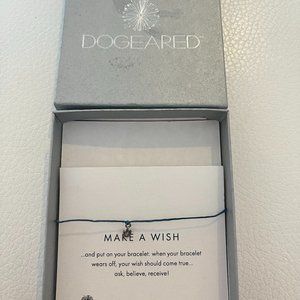 DOGEARED
MAKE A WISH
...and put on your bracelet. when your bracelet
wears off, your wish should come true...
ask, believe, receive!